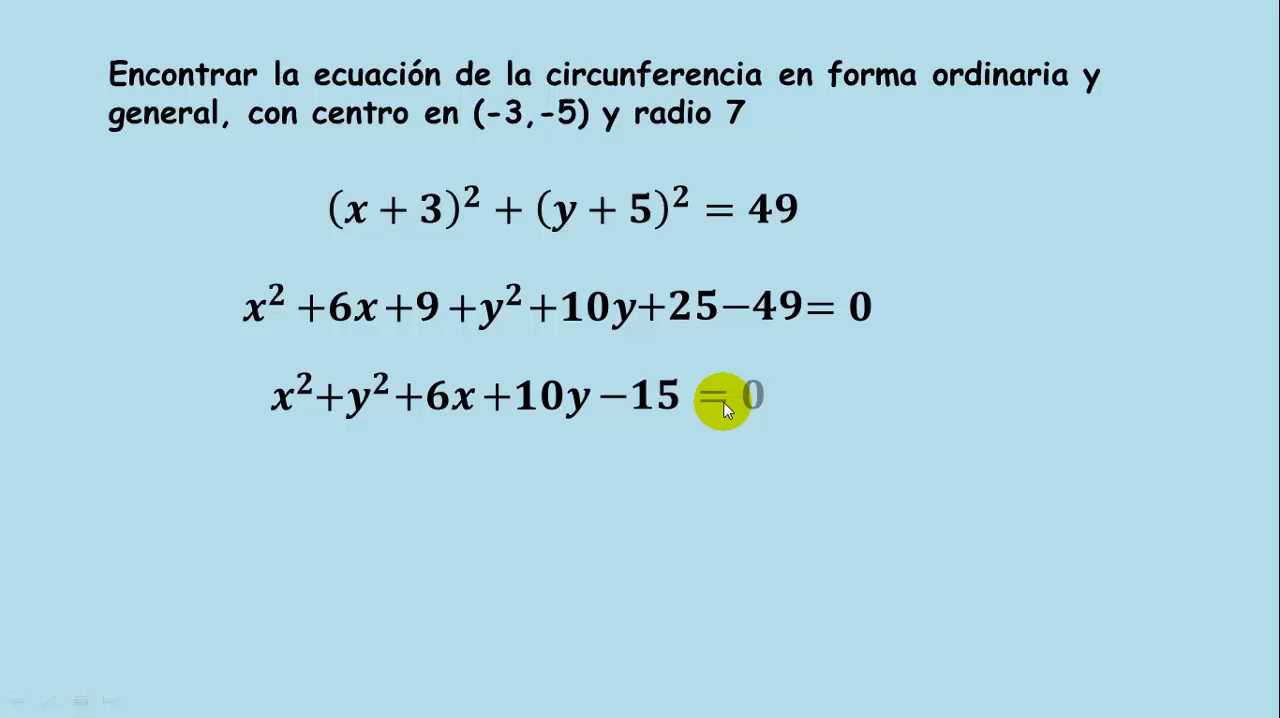 Encontrar la ecuación de la circunferencia en forma ordinaria y
general, con centro en (-3,-5) y radio 7
(x + 3)² + (y + 5)² = 49
x² +6x+9 +y²+10y+25−49= 0
x²+y²+6x+10y−15 = 0